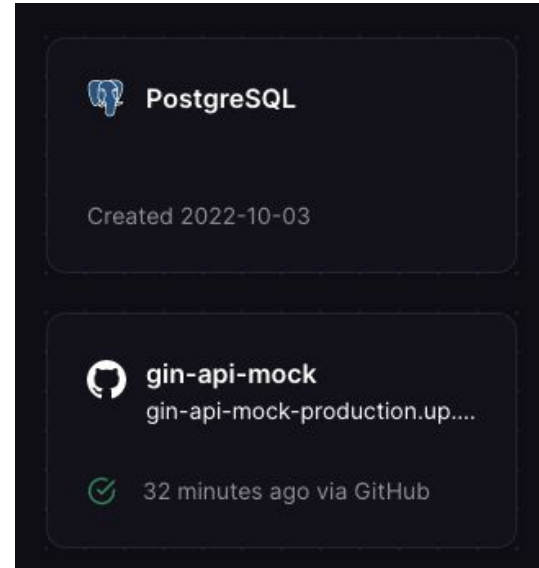 PostgreSQL
Created 2022-10-03
gin-api-mock
gin-api-mock-production.up....
32 minutes ago via GitHub